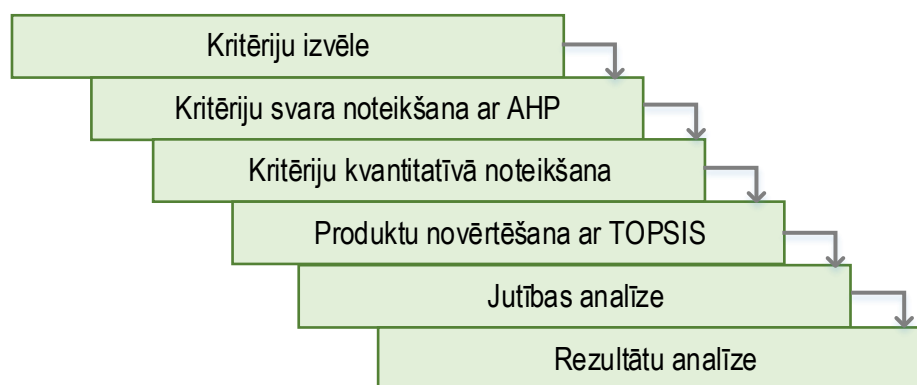 Kritēriju izvēle
Kritēriju svara noteikšana ar AHP
Kritēriju kvantitatīvā noteikšana
Produktu novērtēšana ar TOPSIS
Jutības analīze
Rezultātu analīze